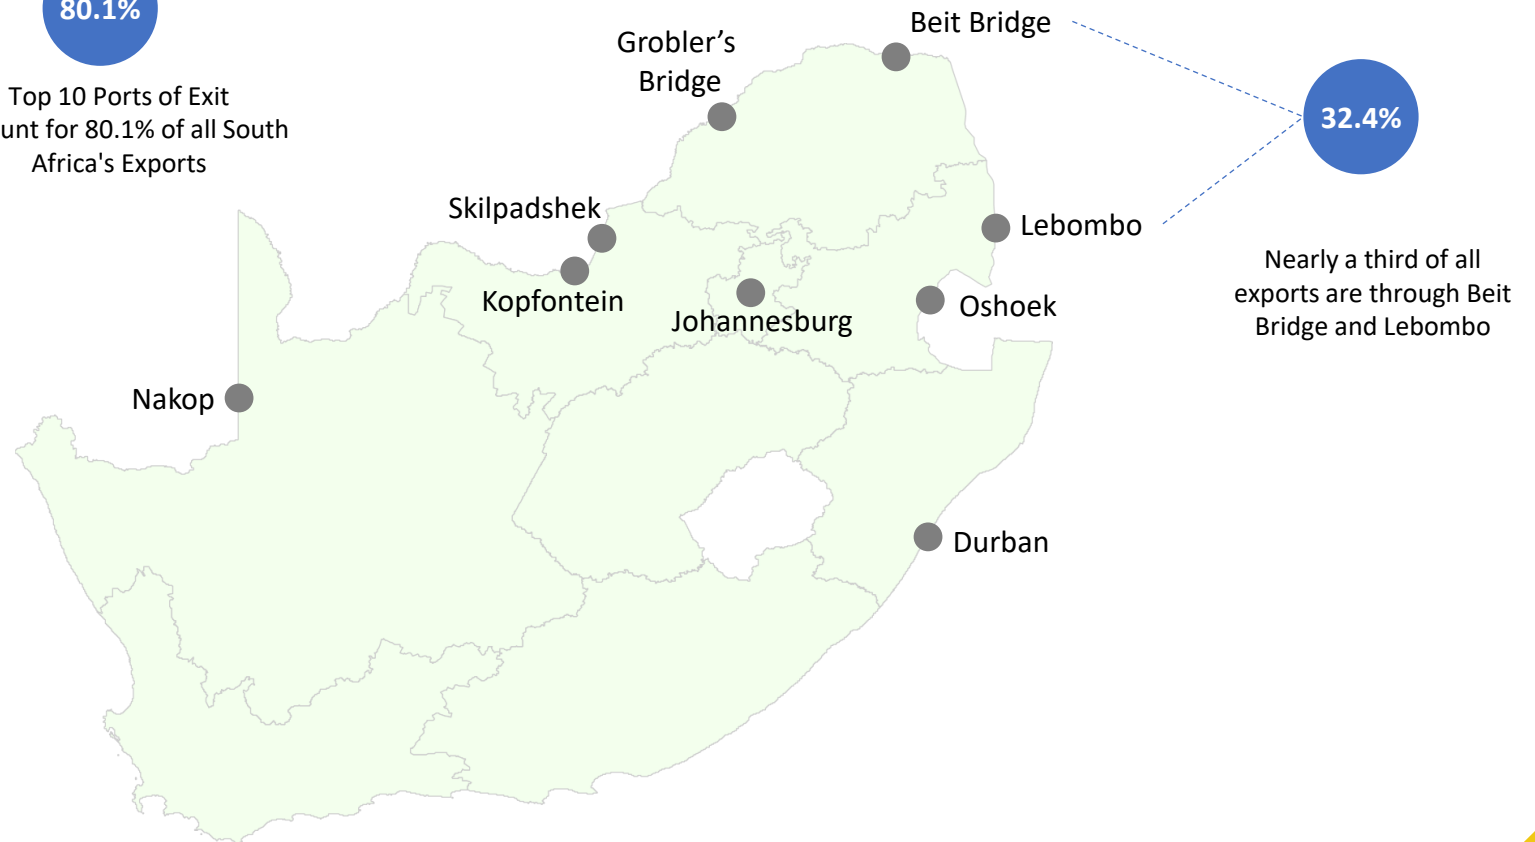 80.1%
Top 10 Ports of Exit
unt for 80.1% of all South
Africa's Exports
Beit Bridge
Grobler’s
Bridge
32.4%
Skilpadshek
Lebombo
Nearly a third of all
exports are through Beit
Bridge and Lebombo
Kopfontein
Oshoek
Johannesburg
Nakop
Durban